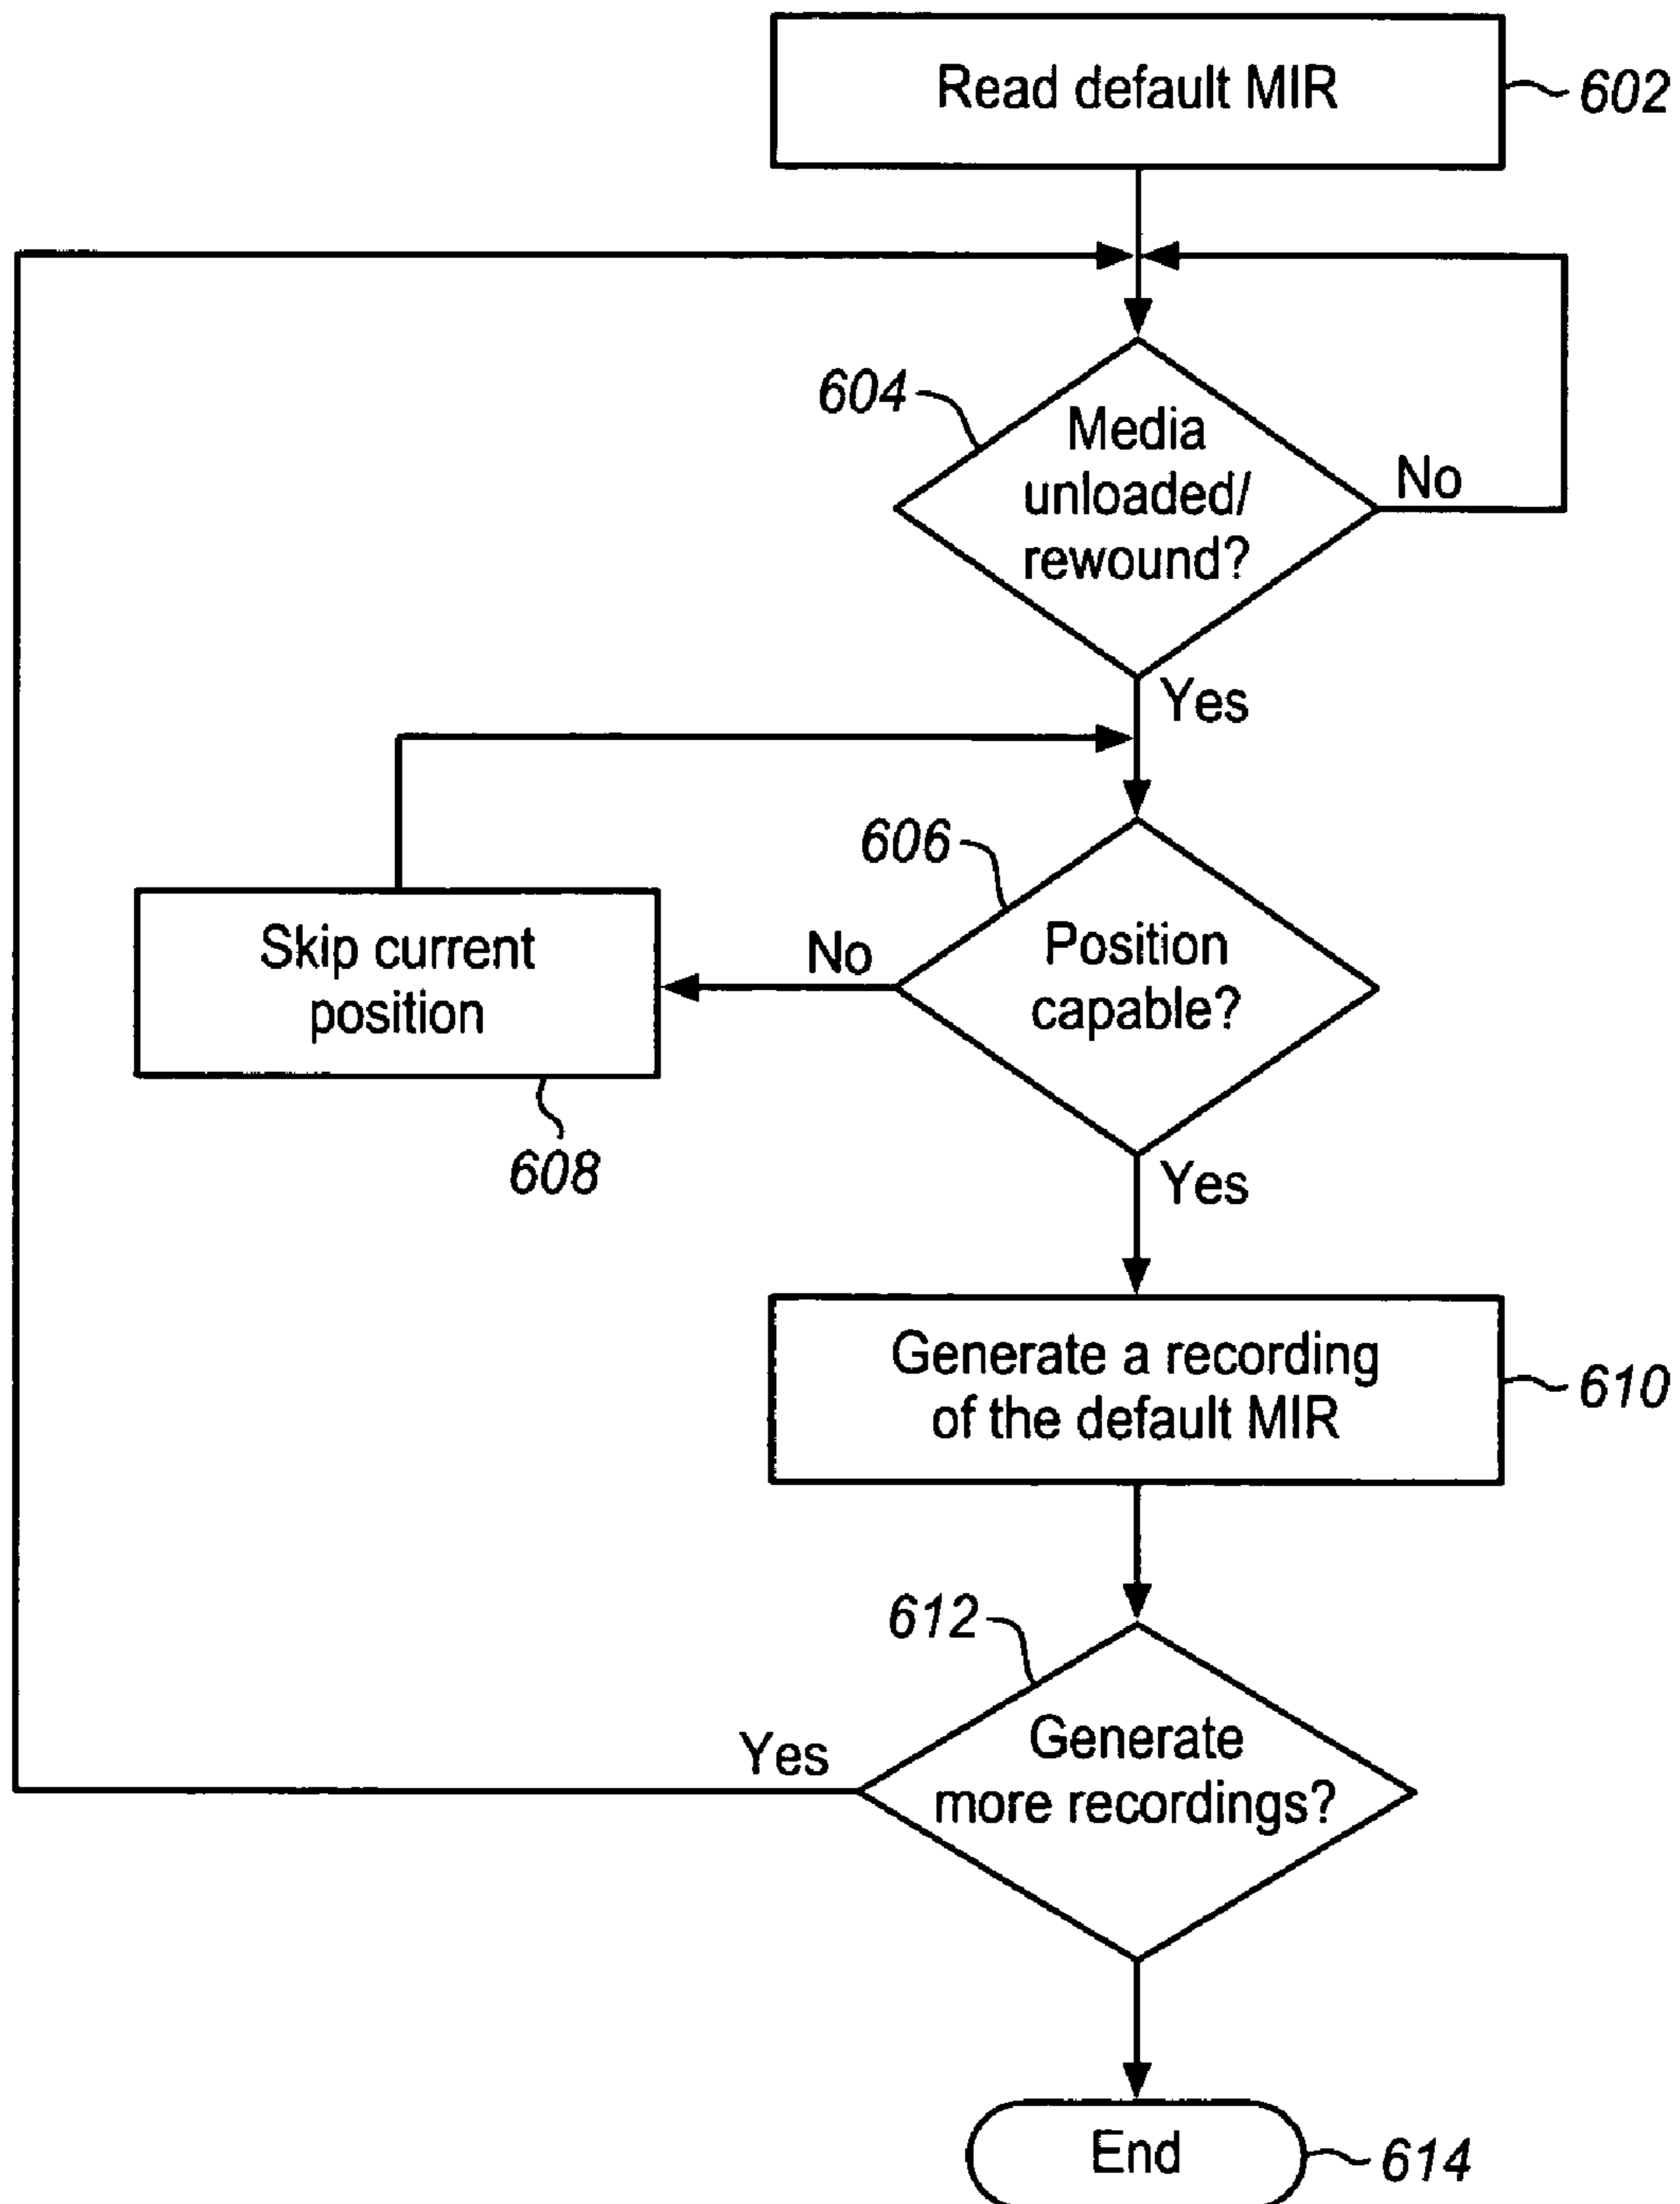 Read default MIR
602
604
Media
unloaded/
rewound?
No
Yes
606
Position
capable?
No
Skip current
position
608
Yes
Generate a recording
of the default MIR
610
612
Generate
more recordings?
Yes
End
614